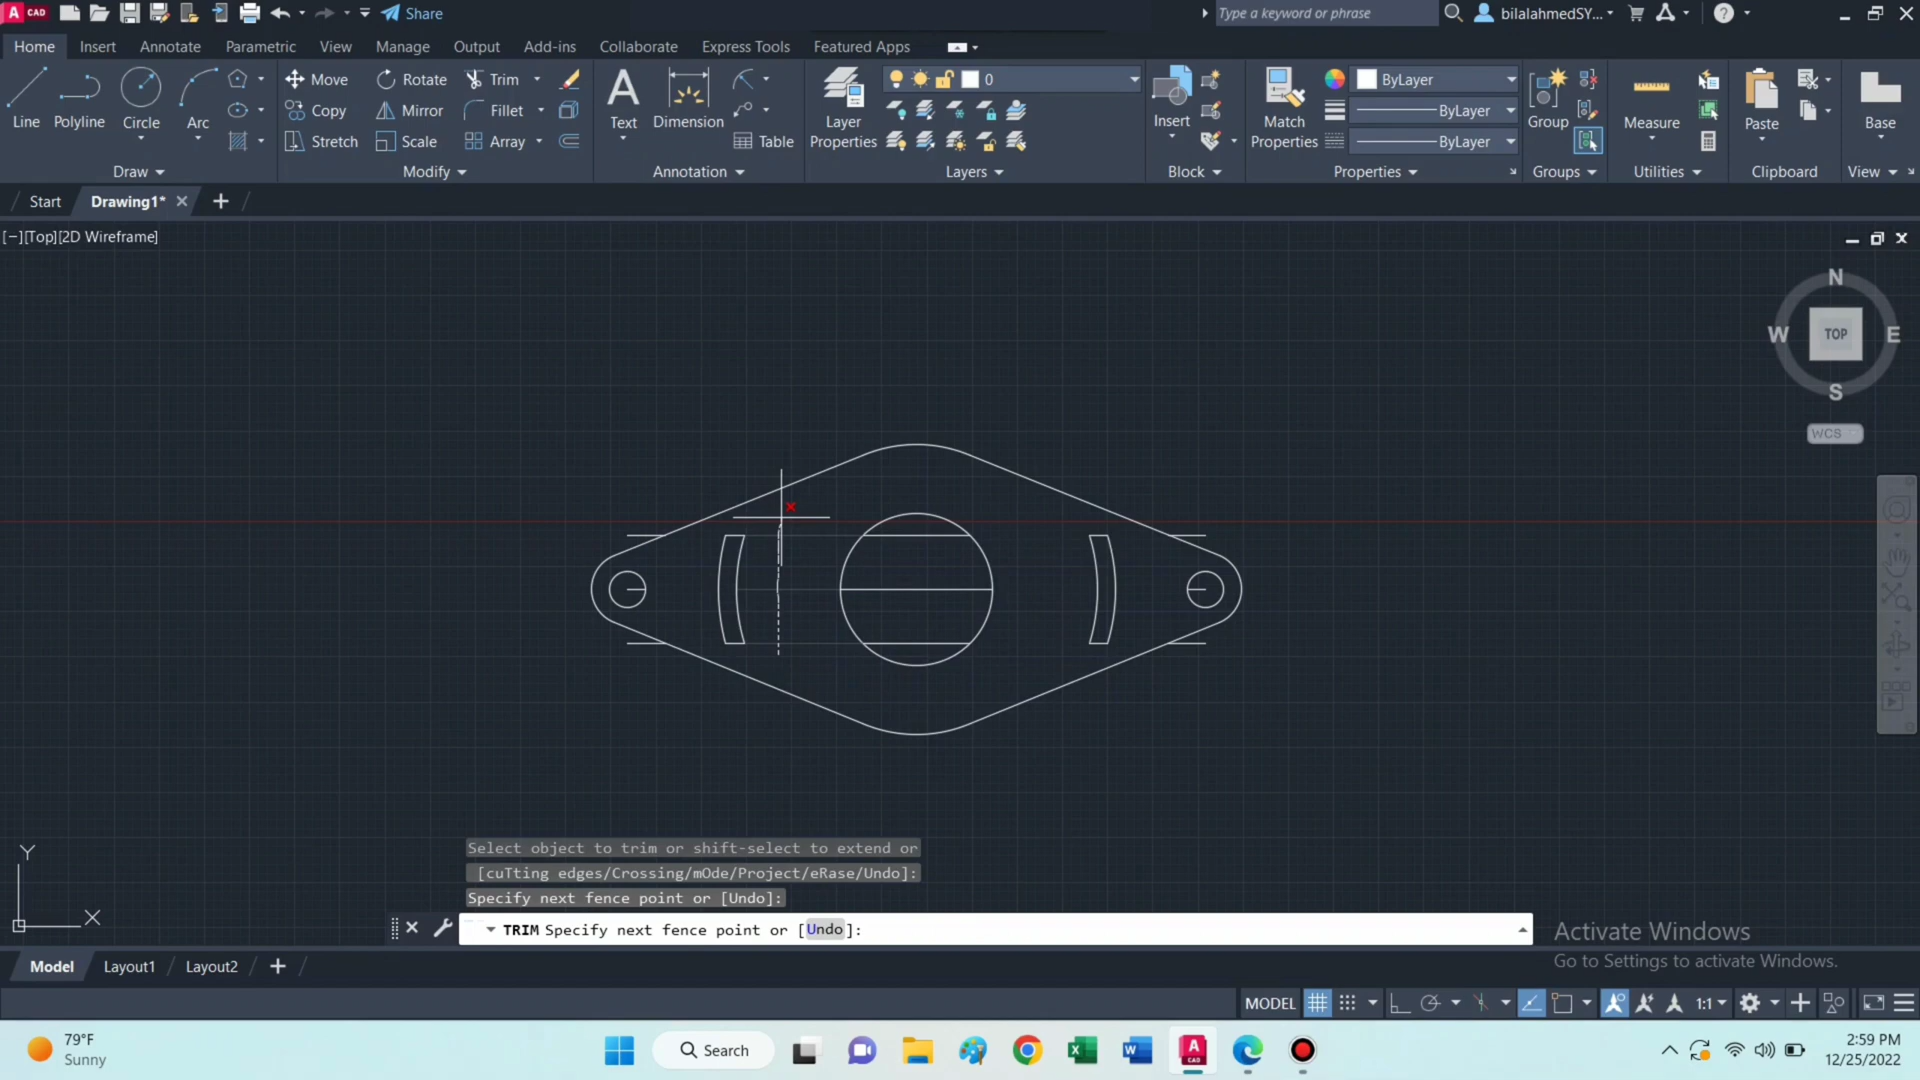 A CAD
Share
Type a keyword or phrase
bilalahmedSY...
?
Home Insert Annotate Parametric View Manage Output Add-ins Collaborate Express Tools Featured Apps
Line
Polyline
Circle
Arc
Move
Rotate
Trim
Copy
Mirror
Fillet
Stretch
Scale
Array
Text
Dimension
Table
Layer
Properties
0
Insert
Match
Properties
ByLayer
ByLayer
ByLayer
Group
Measure
Paste
Base
Draw
Modify
Annotation
Layers
Block
Properties
Groups
Utilities
Clipboard
View
Start
Drawing1*
[−][Top][2D Wireframe]
N
W
TOP
E
S
WCS
Y
X
Select object to trim or shift-select to extend or
[cuTting edges/Crossing/mOde/Project/eRase/Undo]:
Specify next fence point or [Undo]:
TRIM Specify next fence point or [Undo]:
Activate Windows
Go to Settings to activate Windows.
Model Layout1 Layout2
MODEL
1:1
79°F
Sunny
Search
A CAD
2:59 PM
12/25/2022